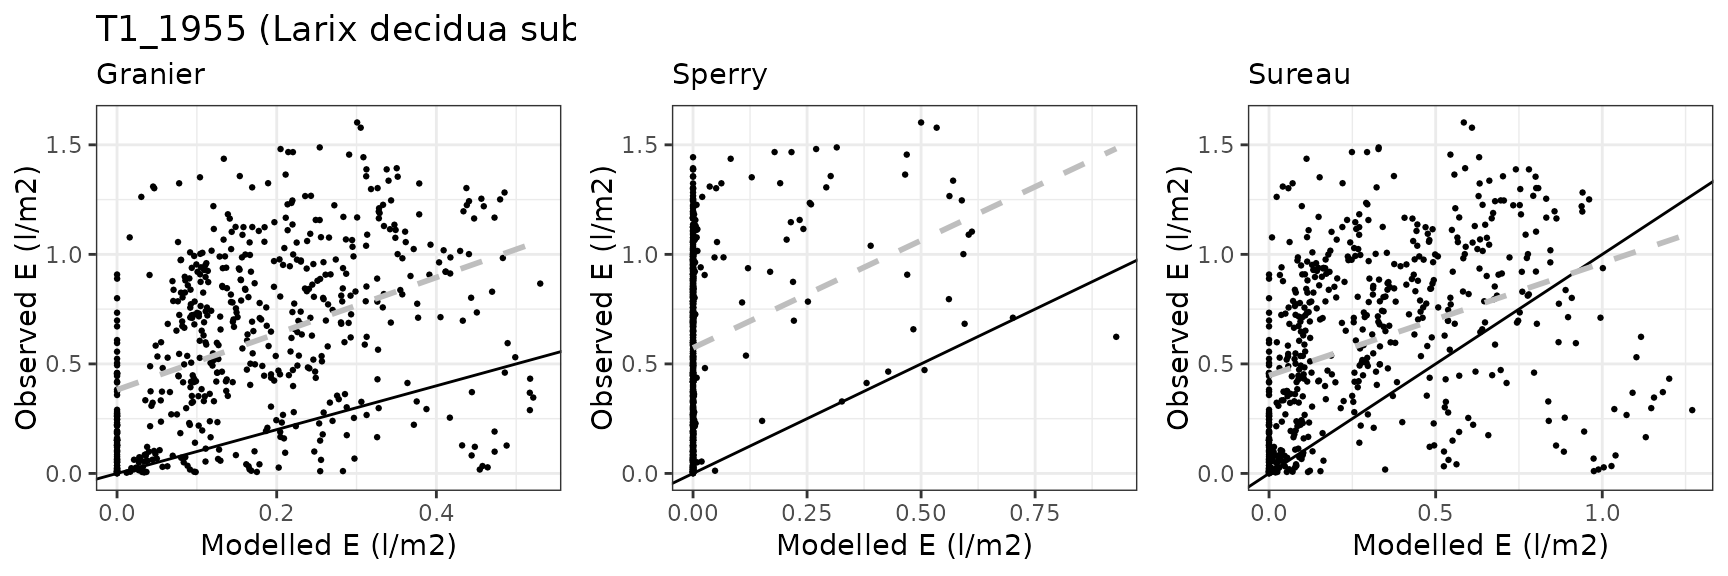 T1_1955 (Larix decidua sub
Granier
Sperry
Sureau
Observed E (l/m2)
1.5
1.0
0.5
0.0
0.0
0.2
0.4
Modelled E (l/m2)
Observed E (l/m2)
1.5
1.0
0.5
0.0
0.00
0.25
0.50
0.75
Modelled E (l/m2)
Observed E (l/m2)
1.5
1.0
0.5
0.0
0.0
0.5
1.0
Modelled E (l/m2)